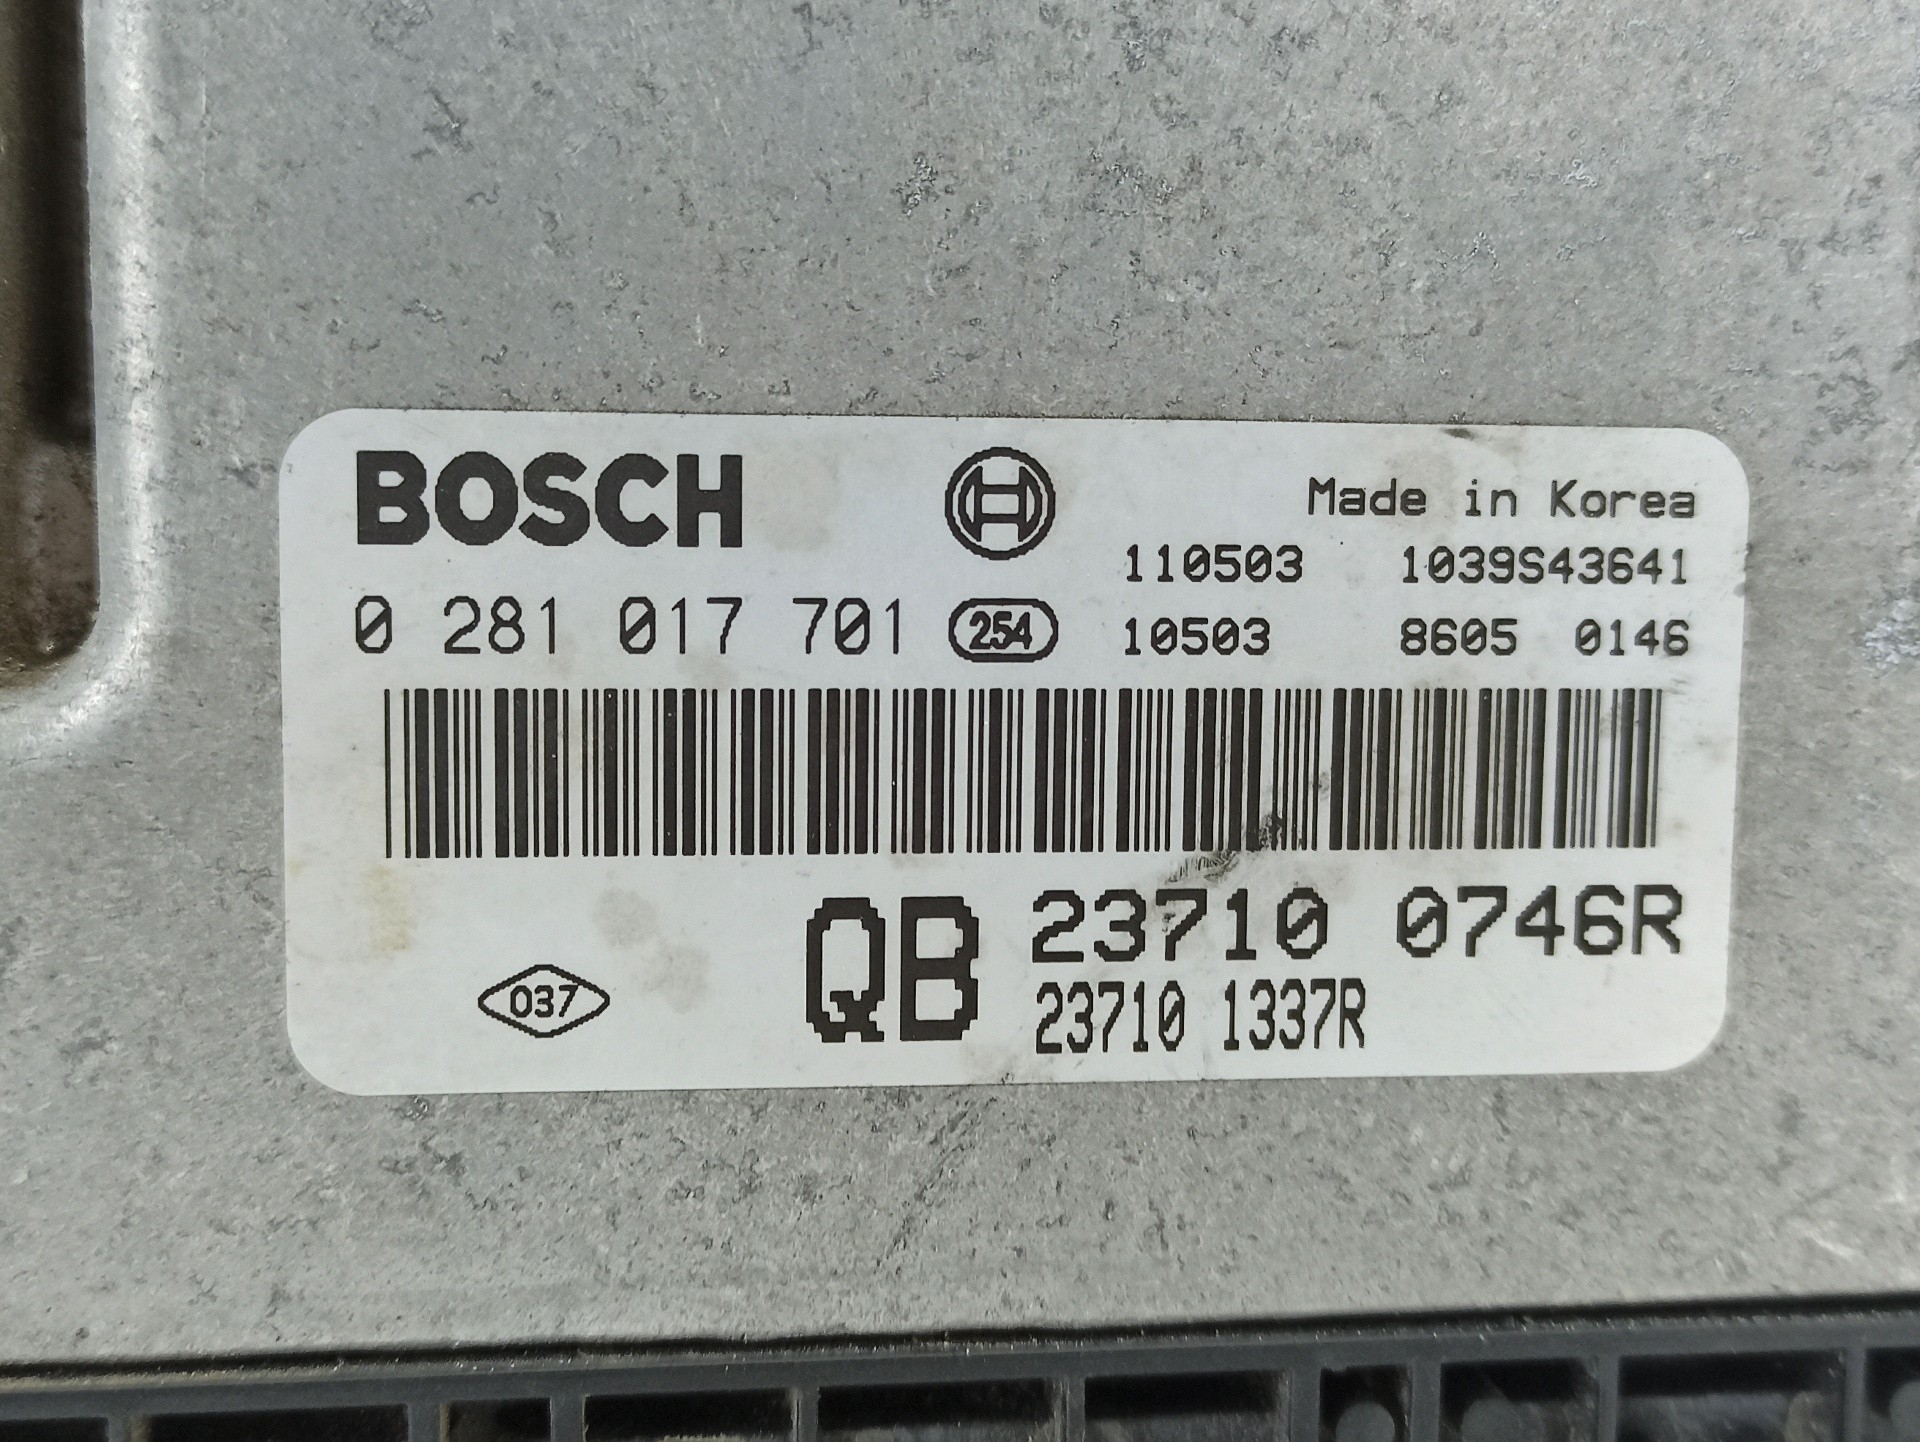 BOSCH
Made in Korea
110503 1039S43641
0 281 017 701 254 10503 8605 0146
QB 23710 0746R
037 23710 1337R